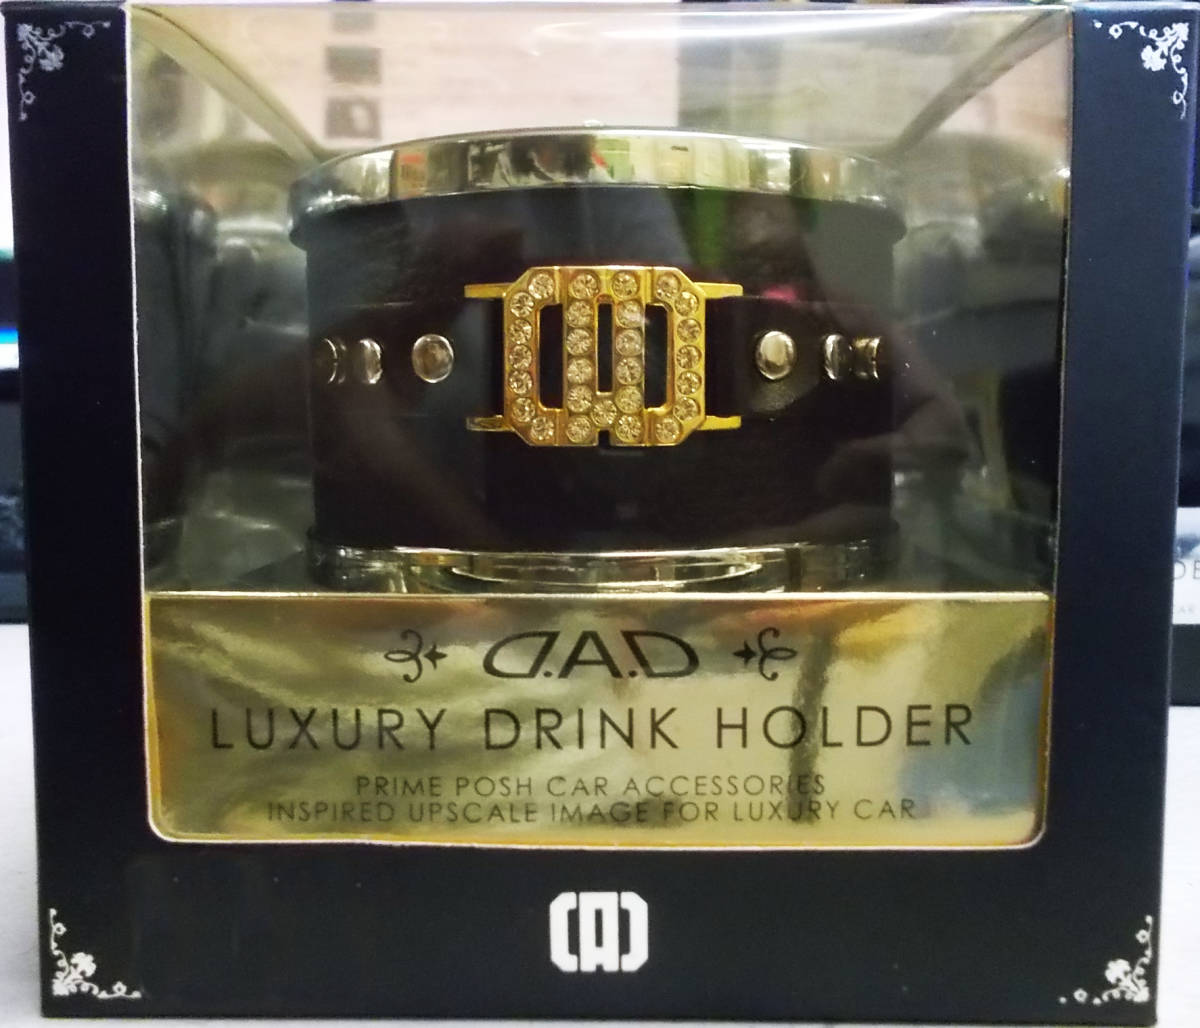 D.A.D
LUXURY DRINK HOLDER
PRIME POSH CAR ACCESSORIES
INSPIRED UPSCALE IMAGE FOR LUXURY CAR